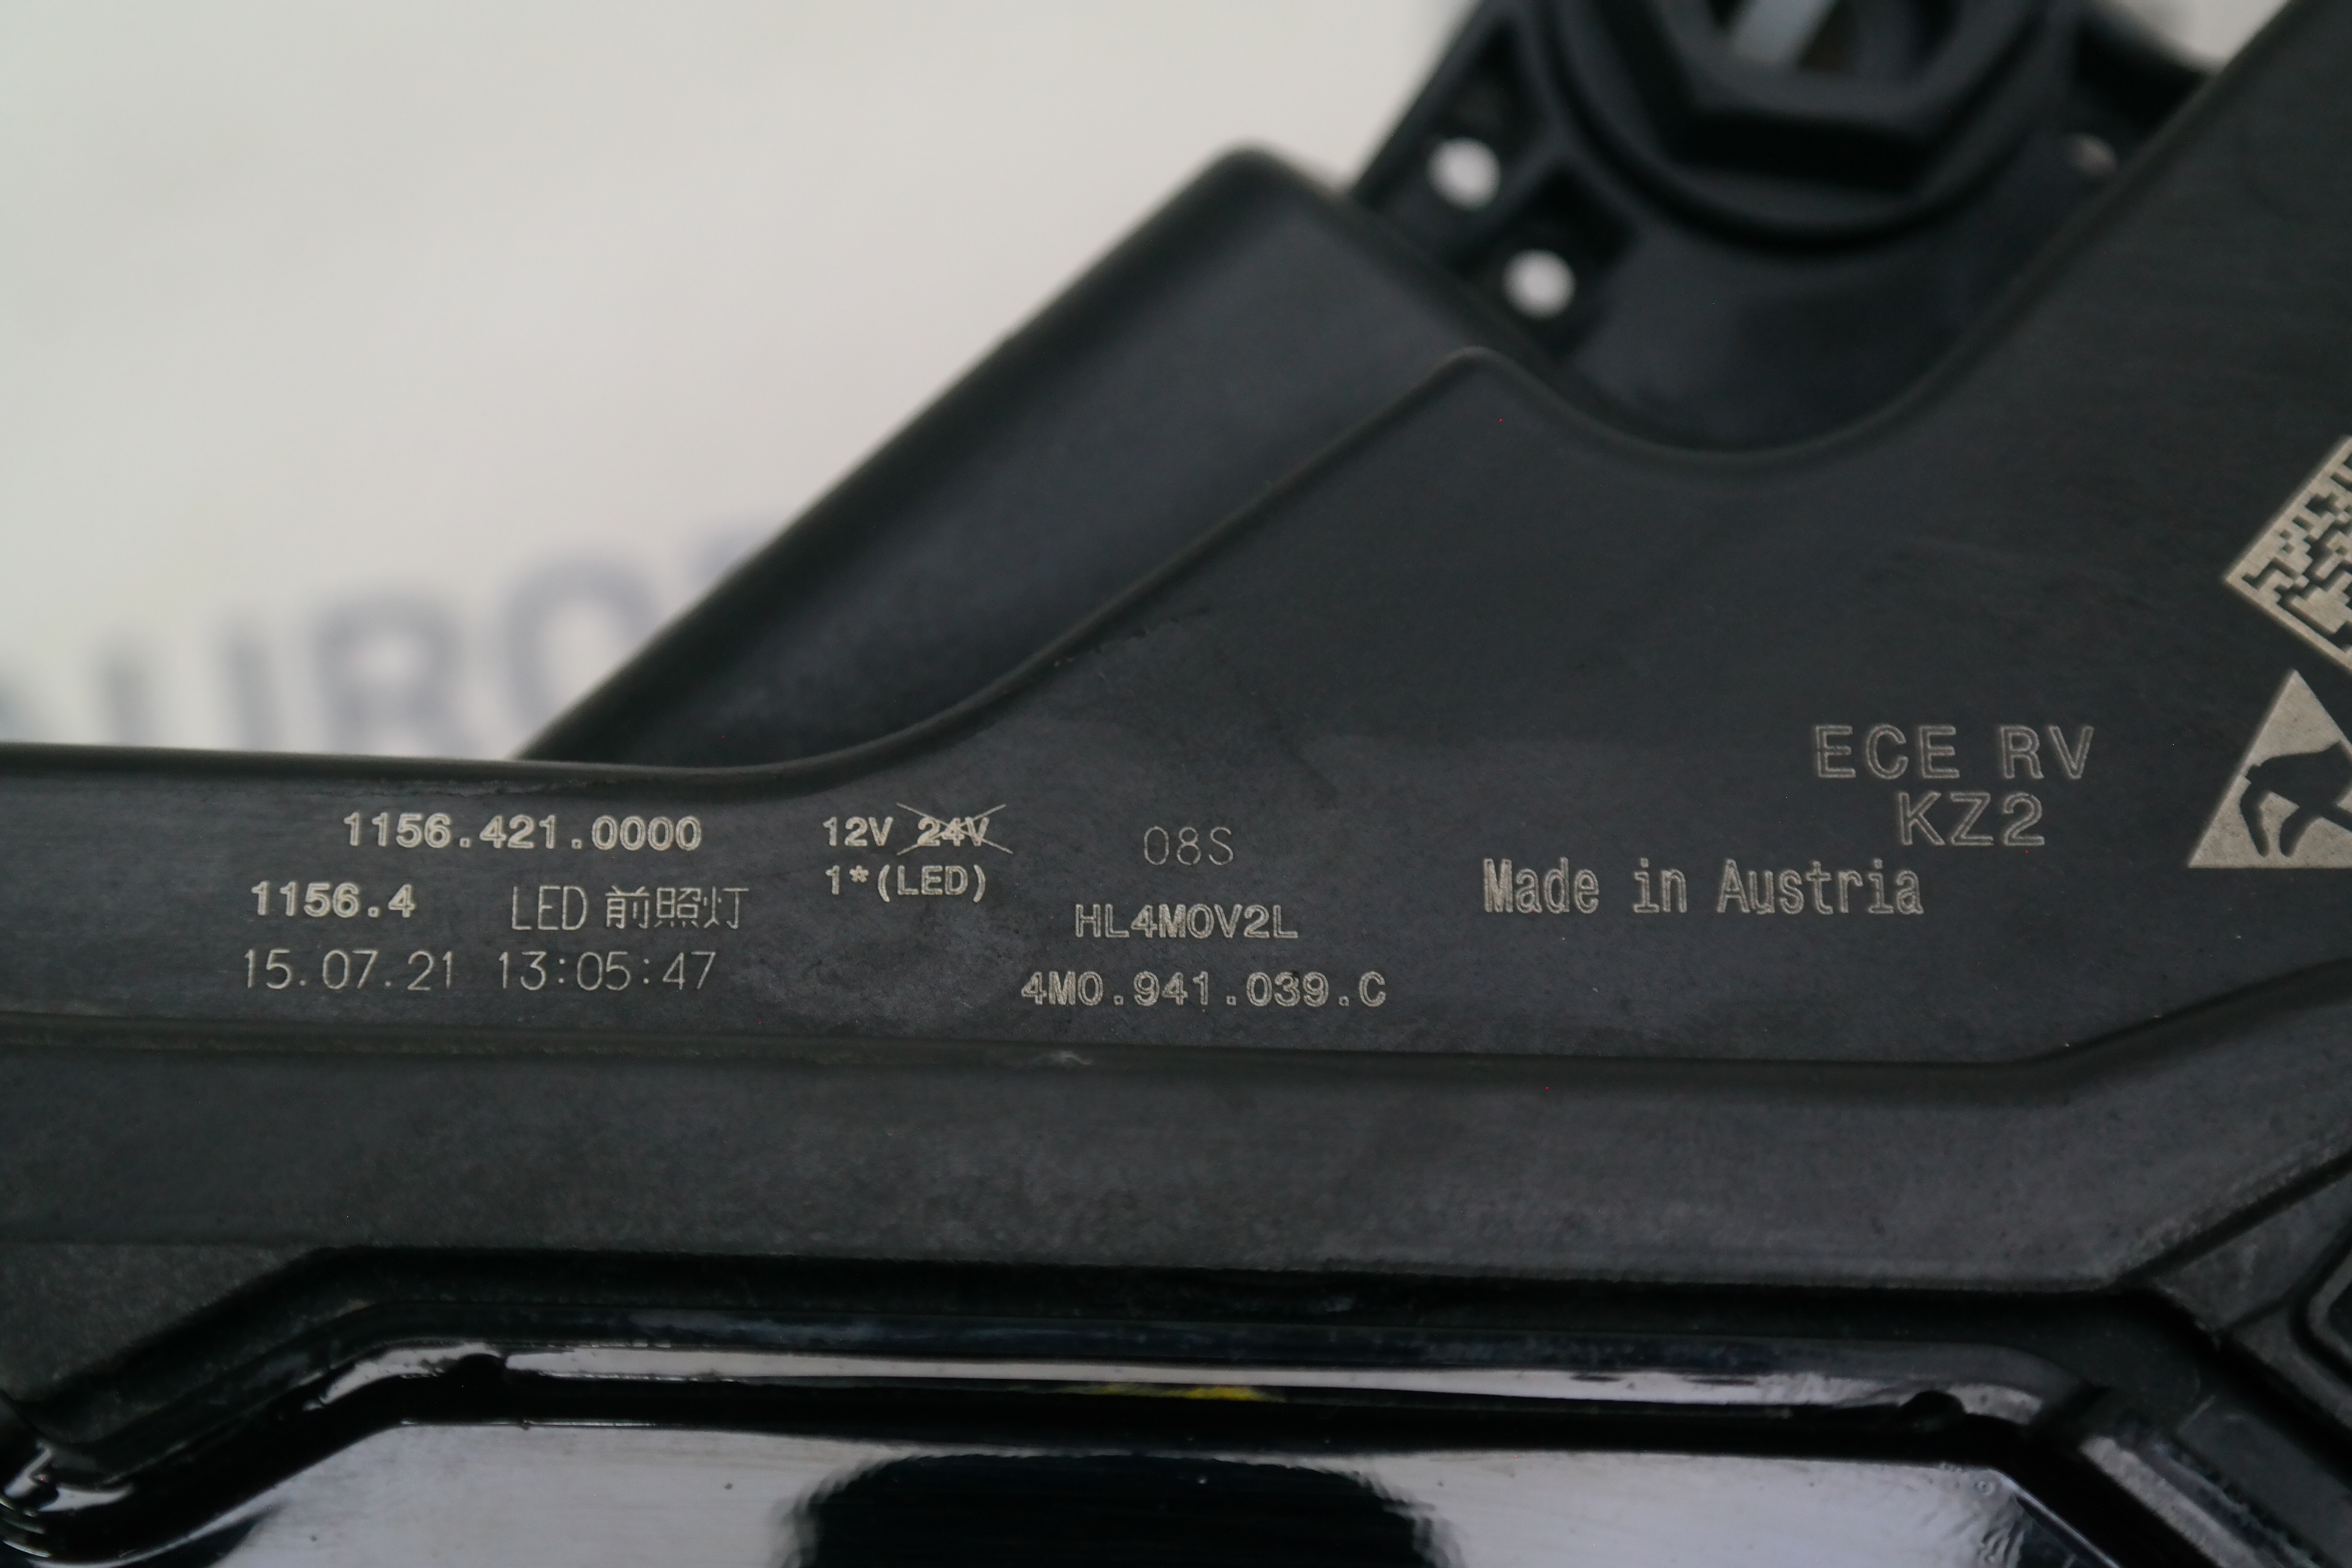 1156.421.0000
1156.4 LED 前照灯
15.07.21 13:05:47
12V 24V
1*(LED)
08S
HL4M0V2L
4M0.941.039.C
ECE RV
KZ2
Made in Austria